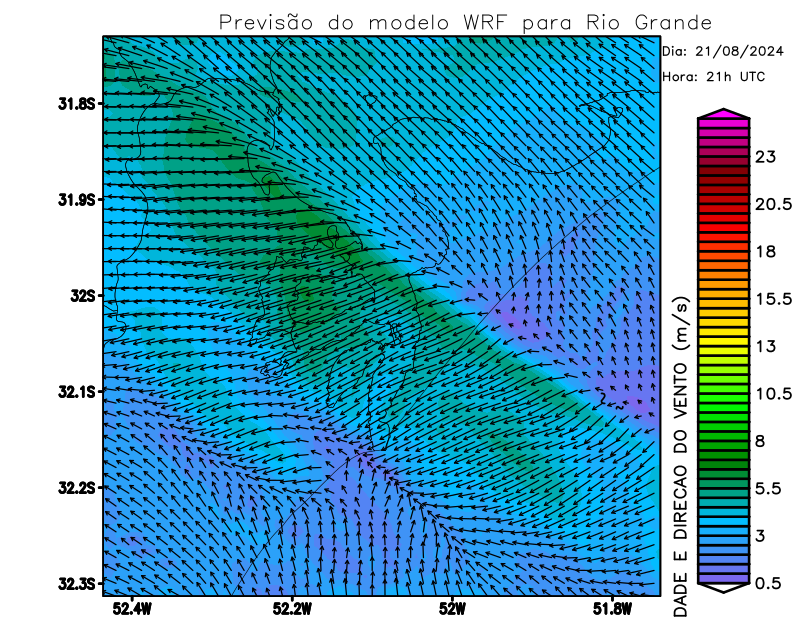 Previsão do modelo WRF para Rio Grande
Dia: 21/08/2024
Hora: 21h UTC
31.8S
31.9S
32S
32.1S
32.2S
32.3S
52.4W
52.2W
52W
51.8W
23
20.5
18
15.5
13
10.5
8
5.5
3
0.5
DADE E DIRECAO DO VENTO (m/s)